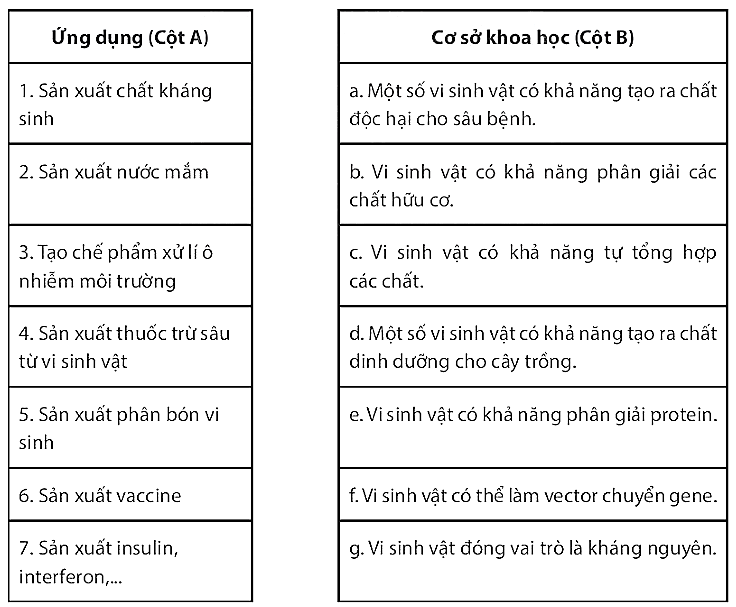 Ứng dụng (Cột A)
1. Sản xuất chất kháng
sinh
2. Sản xuất nước mắm
3. Tạo chế phẩm xử lí ô
nhiễm môi trường
4. Sản xuất thuốc trừ sâu
từ vi sinh vật
5. Sản xuất phân bón vi
sinh
6. Sản xuất vaccine
7. Sản xuất insulin,
interferon,...
Cơ sở khoa học (Cột B)
a. Một số vi sinh vật có khả năng tạo ra chất
độc hại cho sâu bệnh.
b. Vi sinh vật có khả năng phân giải các
chất hữu cơ.
c. Vi sinh vật có khả năng tự tổng hợp
các chất.
d. Một số vi sinh vật có khả năng tạo ra chất
dinh dưỡng cho cây trồng.
e. Vi sinh vật có khả năng phân giải protein.
f. Vi sinh vật có thể làm vector chuyển gene.
g. Vi sinh vật đóng vai trò là kháng nguyên.